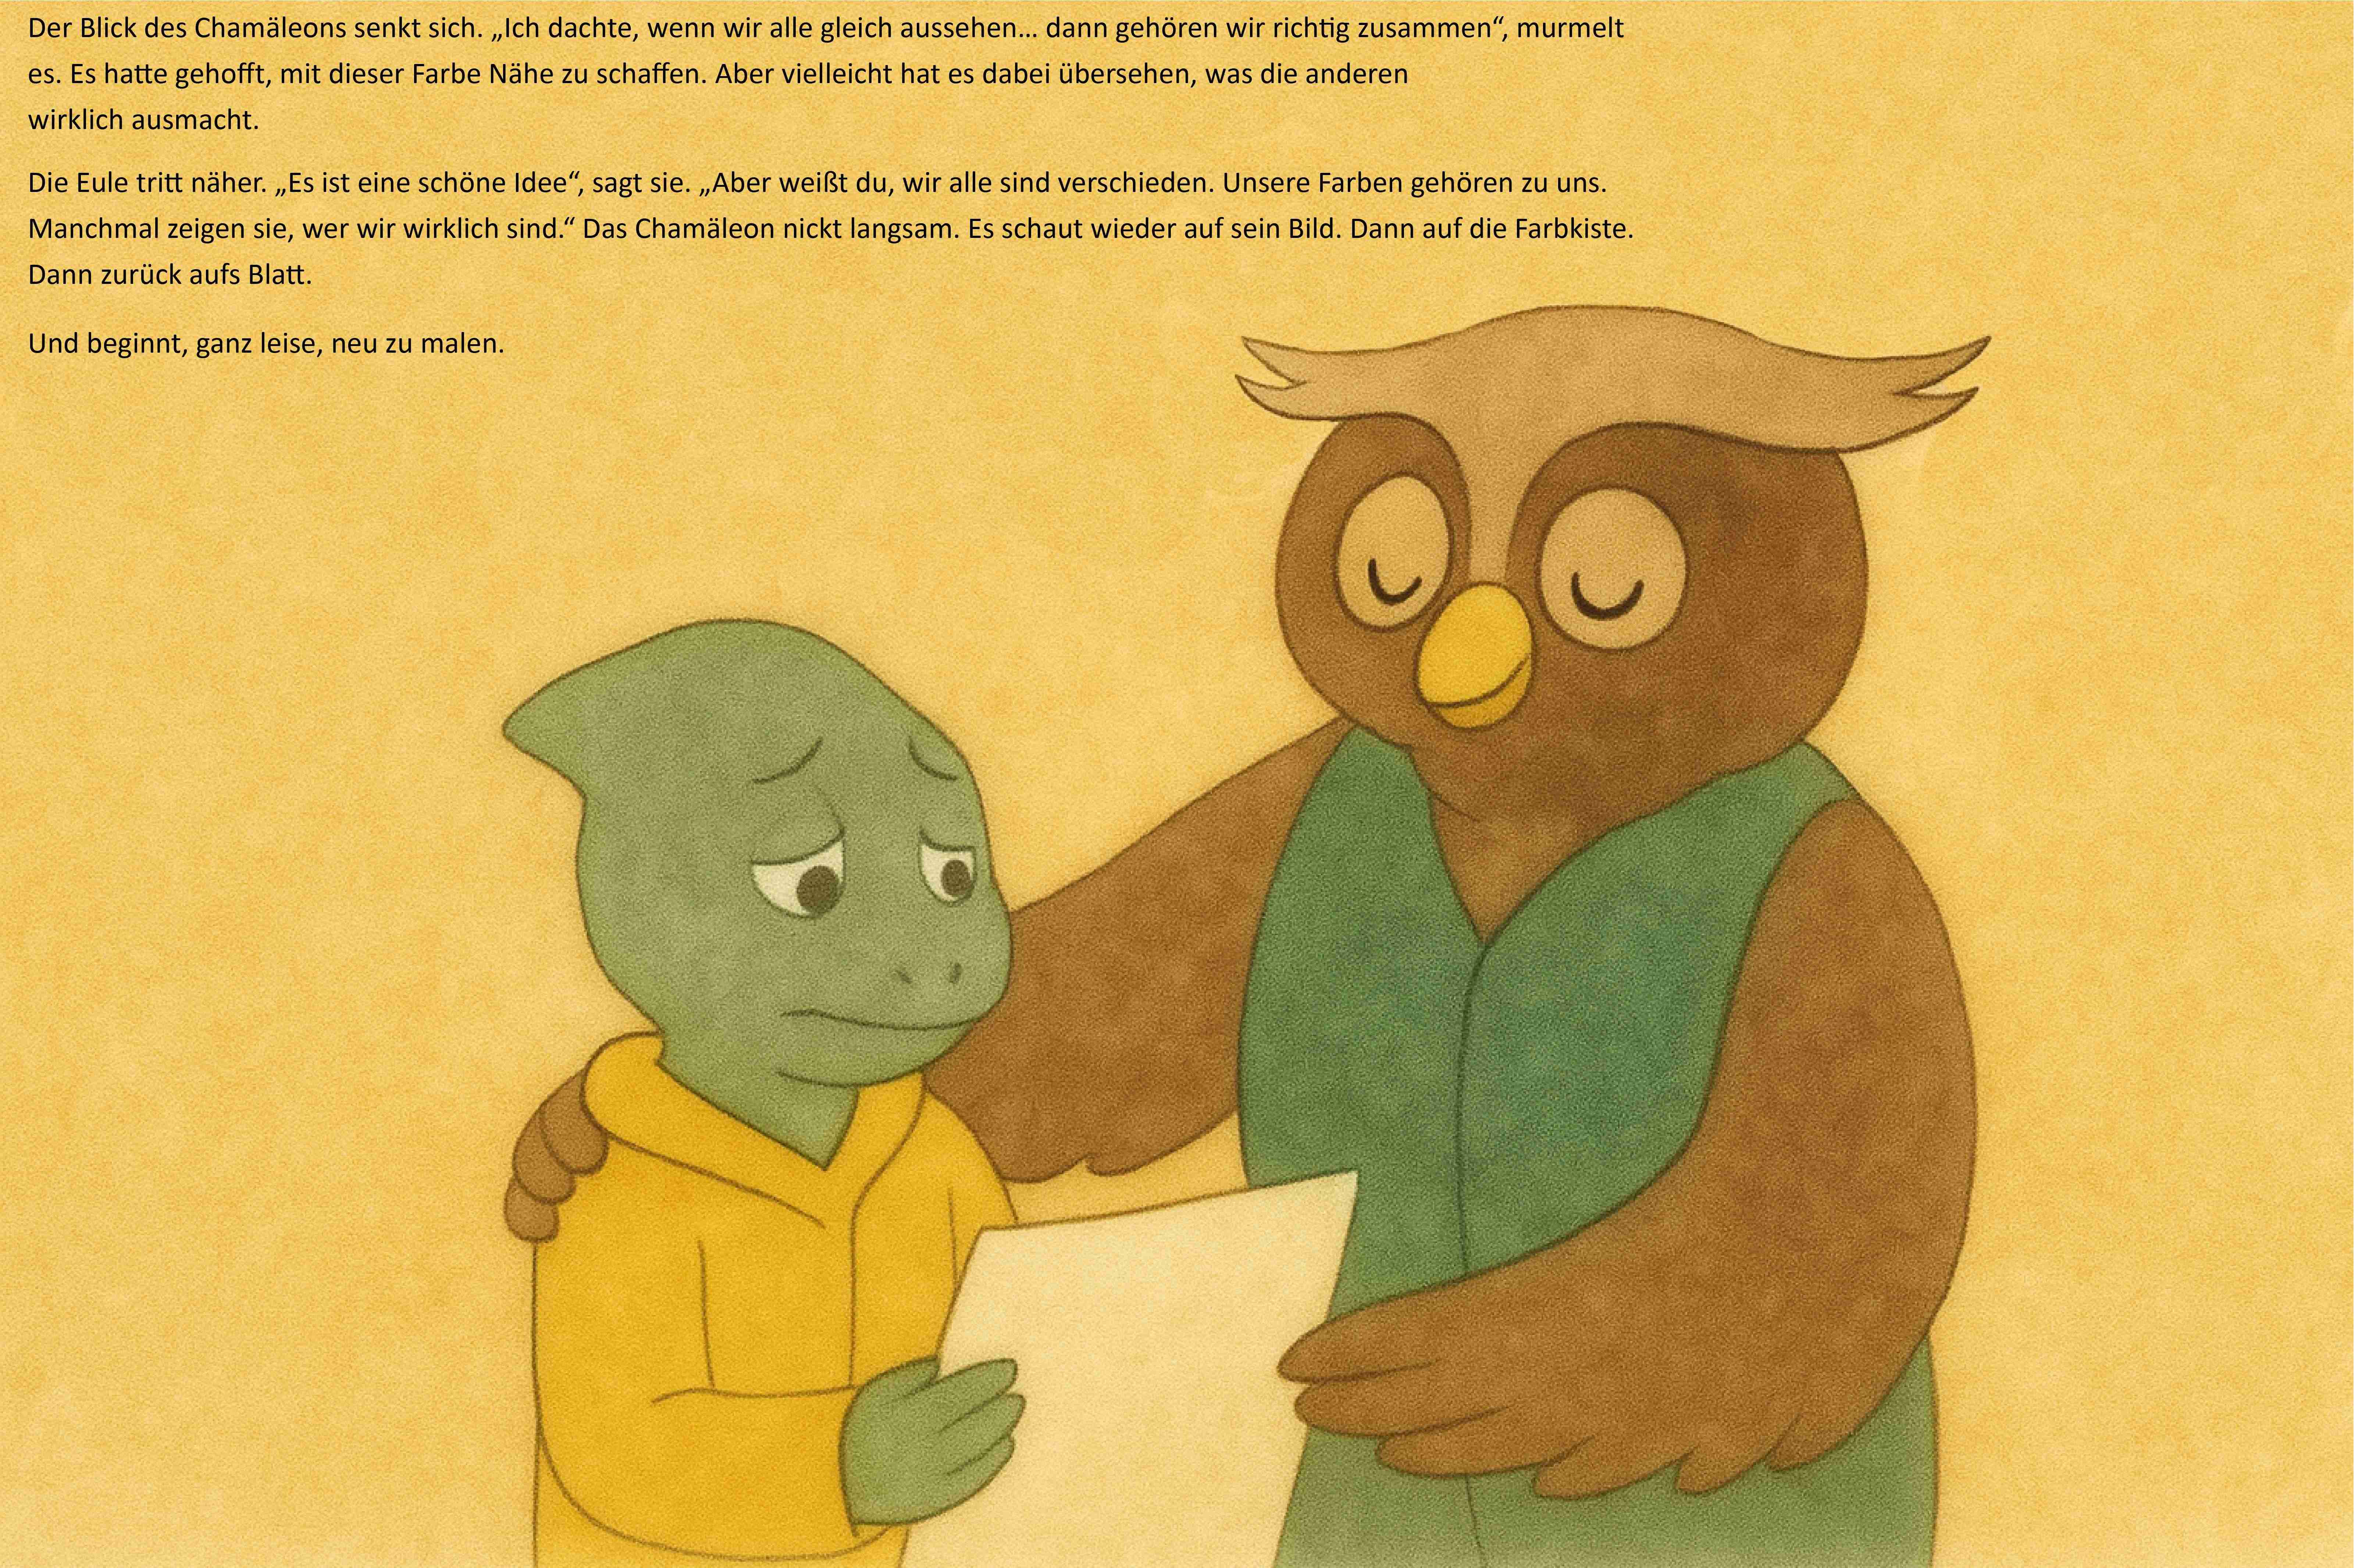 Der Blick des Chamäleons senkt sich. „Ich dachte, wenn wir alle gleich aussehen… dann gehören wir richtig zusammen“, murmelt
es. Es hatte gehofft, mit dieser Farbe Nähe zu schaffen. Aber vielleicht hat es dabei übersehen, was die anderen
wirklich ausmacht.
Die Eule tritt näher. „Es ist eine schöne Idee“, sagt sie. „Aber weißt du, wir alle sind verschieden. Unsere Farben gehören zu uns.
Manchmal zeigen sie, wer wir wirklich sind.“ Das Chamäleon nickt langsam. Es schaut wieder auf sein Bild. Dann auf die Farbkiste.
Dann zurück aufs Blatt.
Und beginnt, ganz leise, neu zu malen.